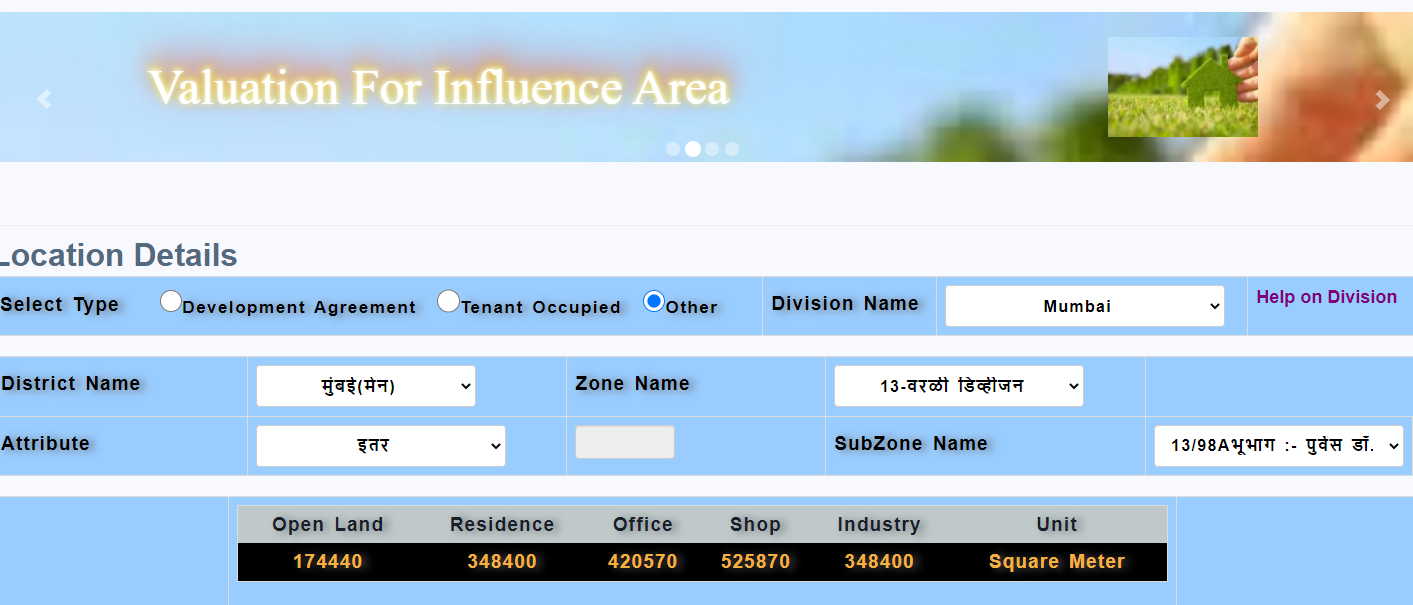 Valuation For Influence Area
Location Details
Select Type Development Agreement Tenant Occupied Other Division Name Mumbai Help on Division
District Name मुंबई(मेन) Zone Name 13-वरळी डिव्हीजन
Attribute इतर SubZone Name 13/98Aभूभाग :- पुर्वेस डॉ.
Open Land Residence Office Shop Industry Unit
174440 348400 420570 525870 348400 Square Meter